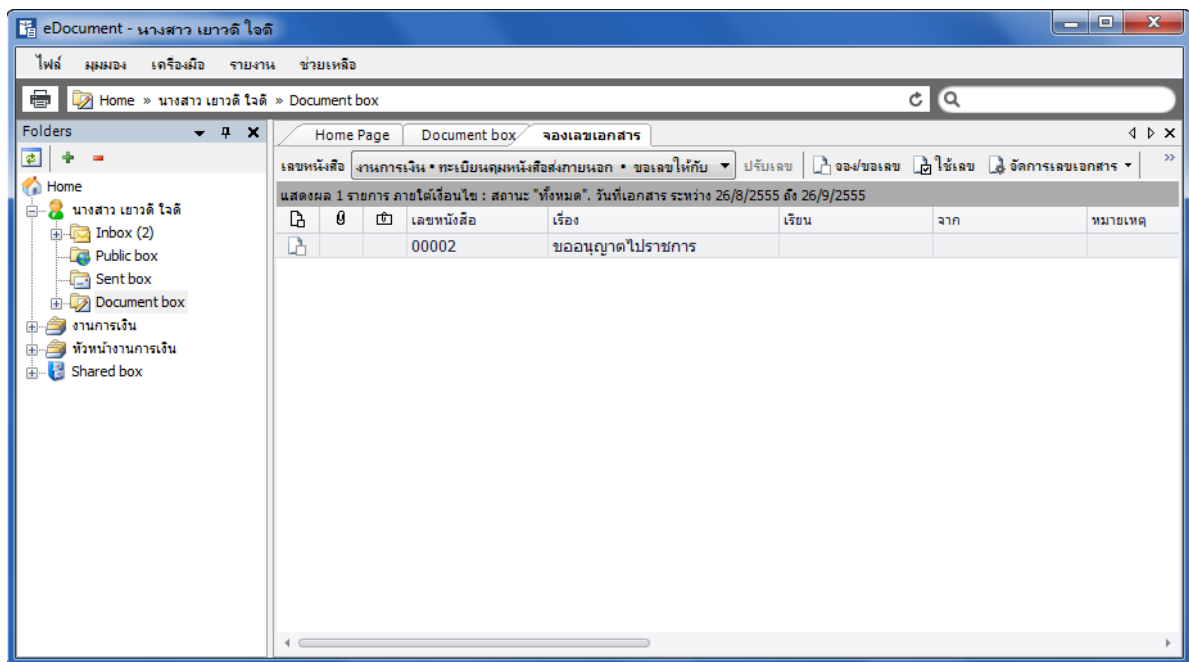 eDocument - นางสาว เยาวดี ใจดี
ไฟล์ มุมมอง เครื่องมือ รายงาน ช่วยเหลือ
Home » นางสาว เยาวดี ใจดี » Document box
Folders
Home Page Document box จองเลขเอกสาร
เลขหนังสือ งานการเงิน • ทะเบียนคุมหนังสือส่งภายนอก • ขอเลขให้กับ ปรับเลข จอง/ขอเลข ใช้เลข จัดการเลขเอกสาร
แสดงผล 1 รายการ ภายใต้เงื่อนไข : สถานะ "ทั้งหมด". วันที่เอกสาร ระหว่าง 26/8/2555 ถึง 26/9/2555
เลขหนังสือ เรื่อง เรียน จาก หมายเหตุ
00002 ขออนุญาตไปราชการ
Home
นางสาว เยาวดี ใจดี
Inbox (2)
Public box
Sent box
Document box
งานการเงิน
หัวหน้างานการเงิน
Shared box